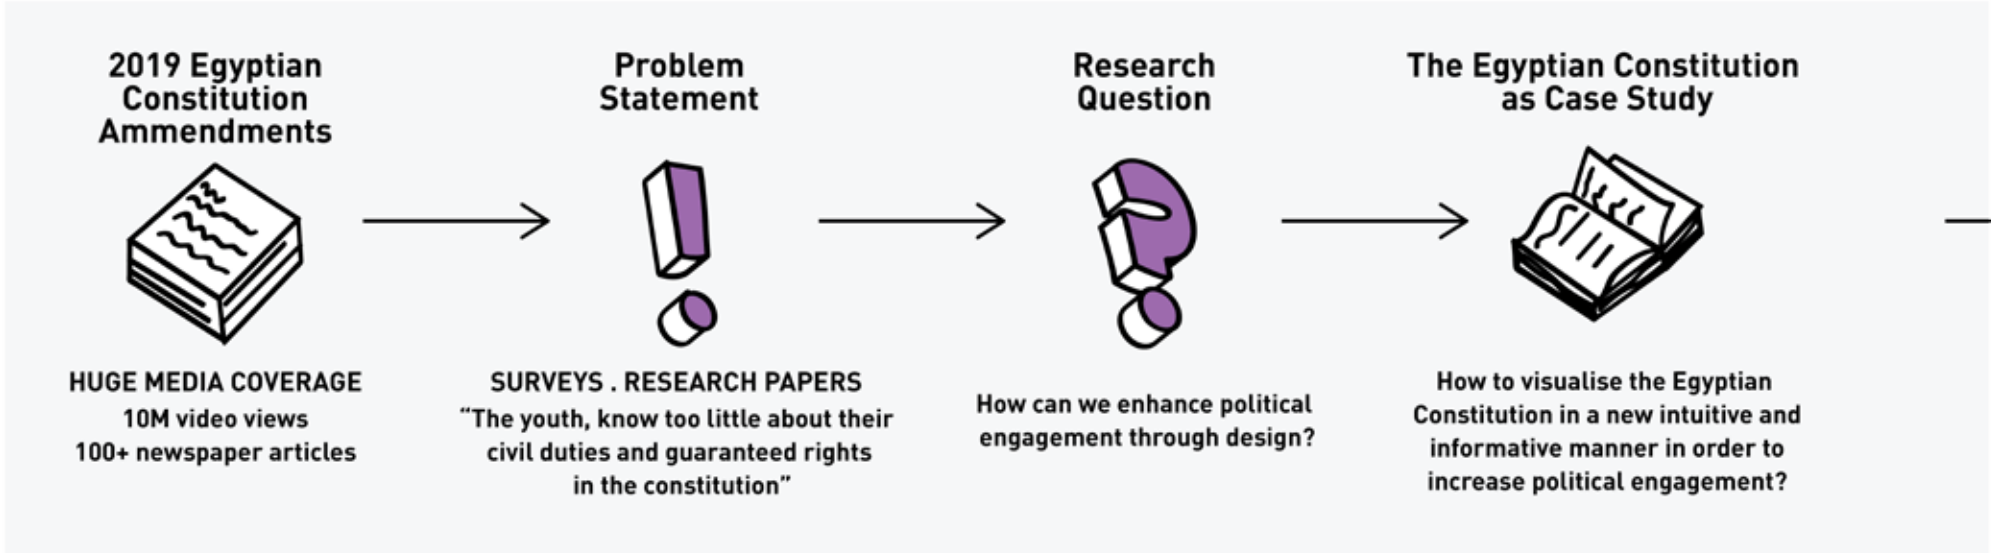 2019 Egyptian
Constitution
Ammendments
HUGE MEDIA COVERAGE
10M video views
100+ newspaper articles
Problem
Statement
SURVEYS . RESEARCH PAPERS
“The youth, know too little about their
civil duties and guaranteed rights
in the constitution”
Research
Question
How can we enhance political
engagement through design?
The Egyptian Constitution
as Case Study
How to visualise the Egyptian
Constitution in a new intuitive and
informative manner in order to
increase political engagement?